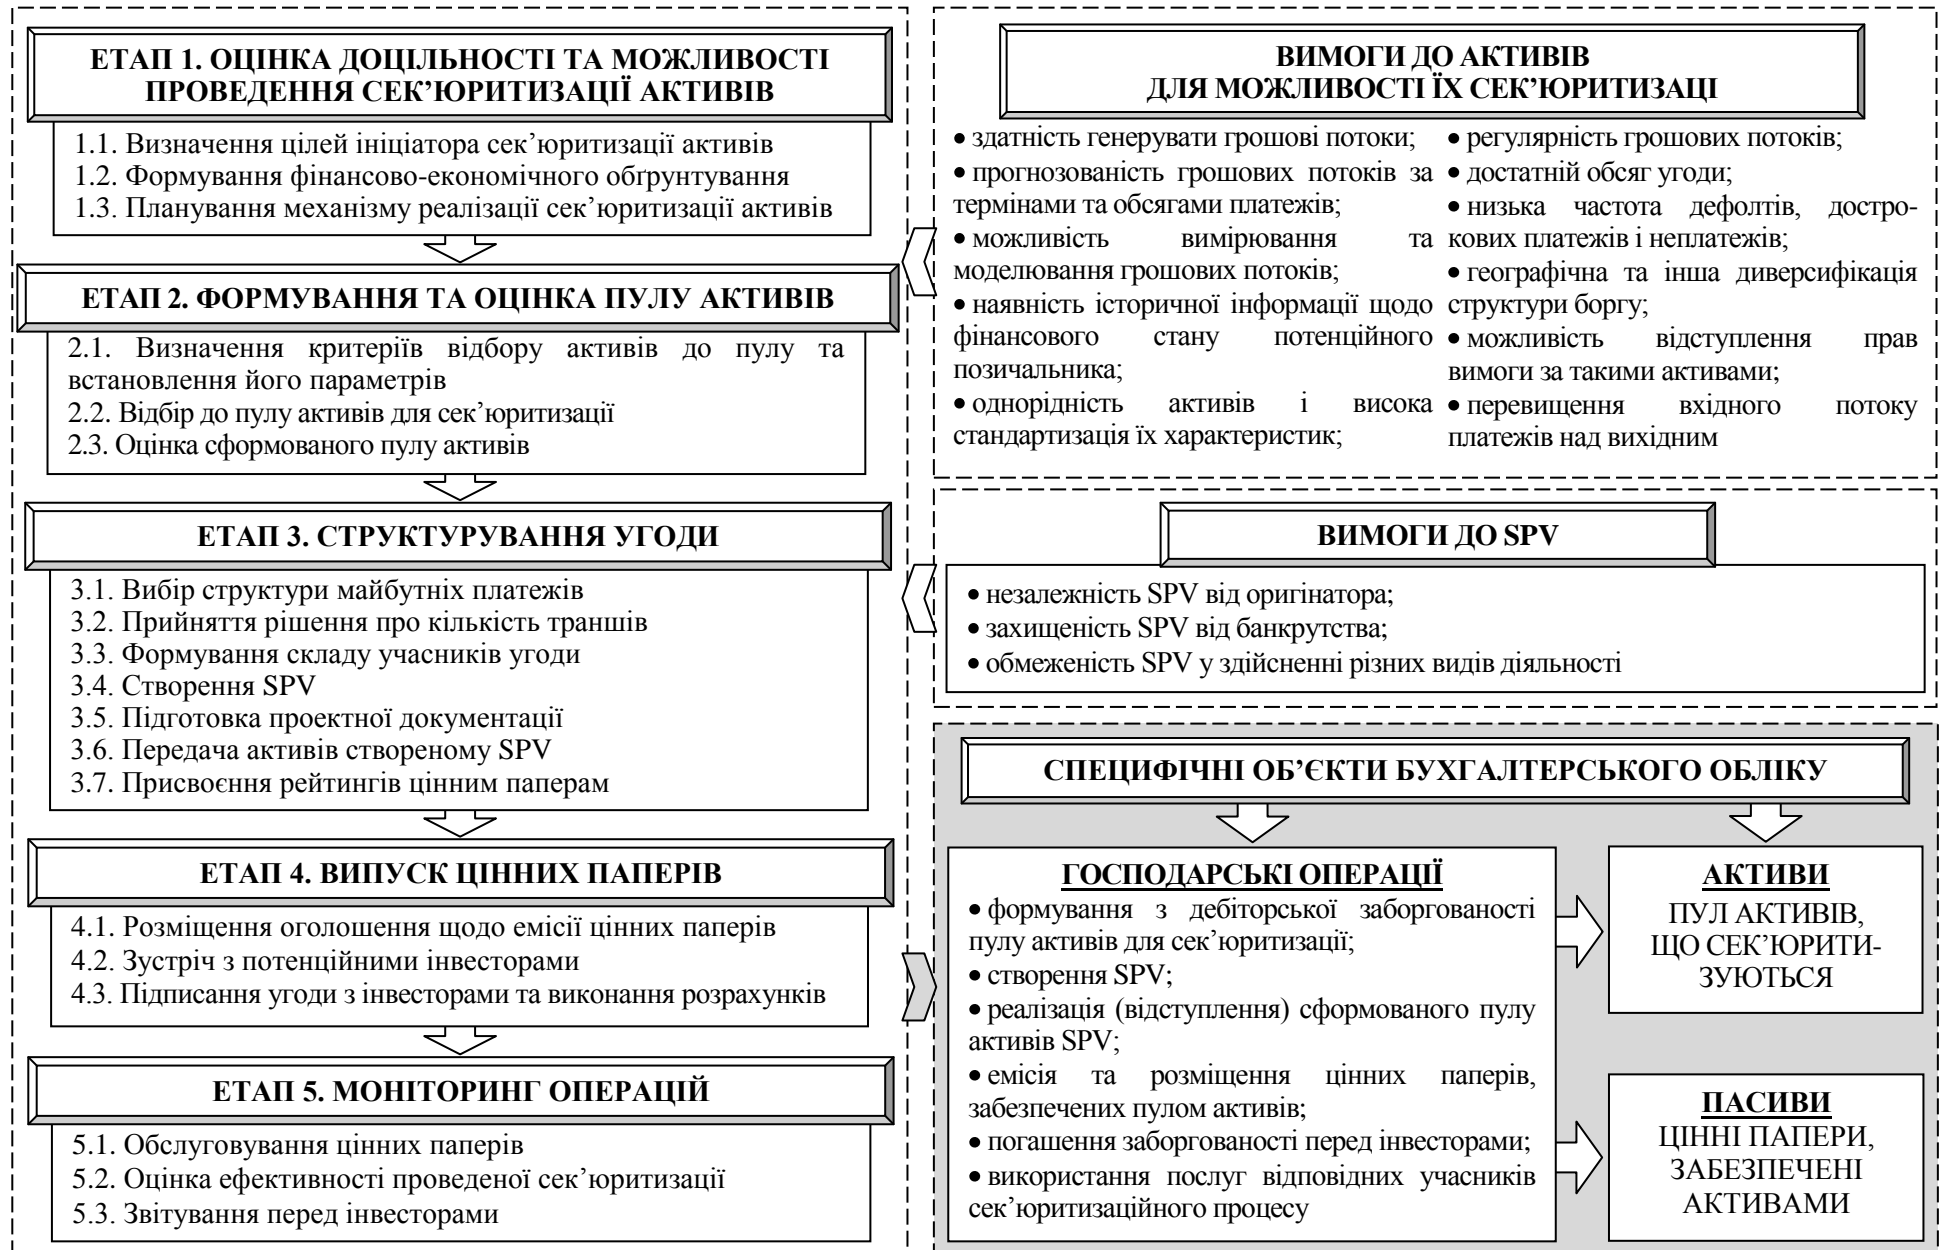 ЕТАП 1. ОЦІНКА ДОЦІЛЬНОСТІ ТА МОЖЛИВОСТІ
ПРОВЕДЕННЯ СЕК’ЮРИТИЗАЦІЇ АКТИВІВ
1.1. Визначення цілей ініціатора сек’юритизації активів
1.2. Формування фінансово-економічного обґрунтування
1.3. Планування механізму реалізації сек’юритизації активів
ЕТАП 2. ФОРМУВАННЯ ТА ОЦІНКА ПУЛУ АКТИВІВ
2.1. Визначення критеріїв відбору активів до пулу та
встановлення його параметрів
2.2. Відбір до пулу активів для сек’юритизації
2.3. Оцінка сформованого пулу активів
ЕТАП 3. СТРУКТУРУВАННЯ УГОДИ
3.1. Вибір структури майбутніх платежів
3.2. Прийняття рішення про кількість траншів
3.3. Формування складу учасників угоди
3.4. Створення SPV
3.5. Підготовка проектної документації
3.6. Передача активів створеному SPV
3.7. Присвоєння рейтингів цінним паперам
ЕТАП 4. ВИПУСК ЦІННИХ ПАПЕРІВ
4.1. Розміщення оголошення щодо емісії цінних паперів
4.2. Зустріч з потенційними інвесторами
4.3. Підписання угоди з інвесторами та виконання розрахунків
ЕТАП 5. МОНІТОРИНГ ОПЕРАЦІЙ
5.1. Обслуговування цінних паперів
5.2. Оцінка ефективності проведеної сек’юритизації
5.3. Звітування перед інвесторами
ВИМОГИ ДО АКТИВІВ
ДЛЯ МОЖЛИВОСТІ ЇХ СЕК’ЮРИТИЗАЦІ
• здатність генерувати грошові потоки;
• прогнозованість грошових потоків за
термінами та обсягами платежів;
• можливість вимірювання та
моделювання грошових потоків;
• наявність історичної інформації щодо
фінансового стану потенційного
позичальника;
• однорідність активів і висока
стандартизація їх характеристик;
• регулярність грошових потоків;
• достатній обсяг угоди;
• низька частота дефолтів, достро-
кових платежів і неплатежів;
• географічна та інша диверсифікація
структури боргу;
• можливість відступлення прав
вимоги за такими активами;
• перевищення вхідного потоку
платежів над вихідним
ВИМОГИ ДО SPV
• незалежність SPV від оригінатора;
• захищеність SPV від банкрутства;
• обмеженість SPV у здійсненні різних видів діяльності
СПЕЦИФІЧНІ ОБ’ЄКТИ БУХГАЛТЕРСЬКОГО ОБЛІКУ
ГОСПОДАРСЬКІ ОПЕРАЦІЇ
• формування з дебіторської заборгованості
пулу активів для сек’юритизації;
• створення SPV;
• реалізація (відступлення) сформованого пулу
активів SPV;
• емісія та розміщення цінних паперів,
забезпечених пулом активів;
• погашення заборгованості перед інвесторами;
• використання послуг відповідних учасників
сек’юритизаційного процесу
АКТИВИ
ПУЛ АКТИВІВ,
ЩО СЕК’ЮРИТИ-
ЗУЮТЬСЯ
ПАСИВИ
ЦІННІ ПАПЕРИ,
ЗАБЕЗПЕЧЕНІ
АКТИВАМИ